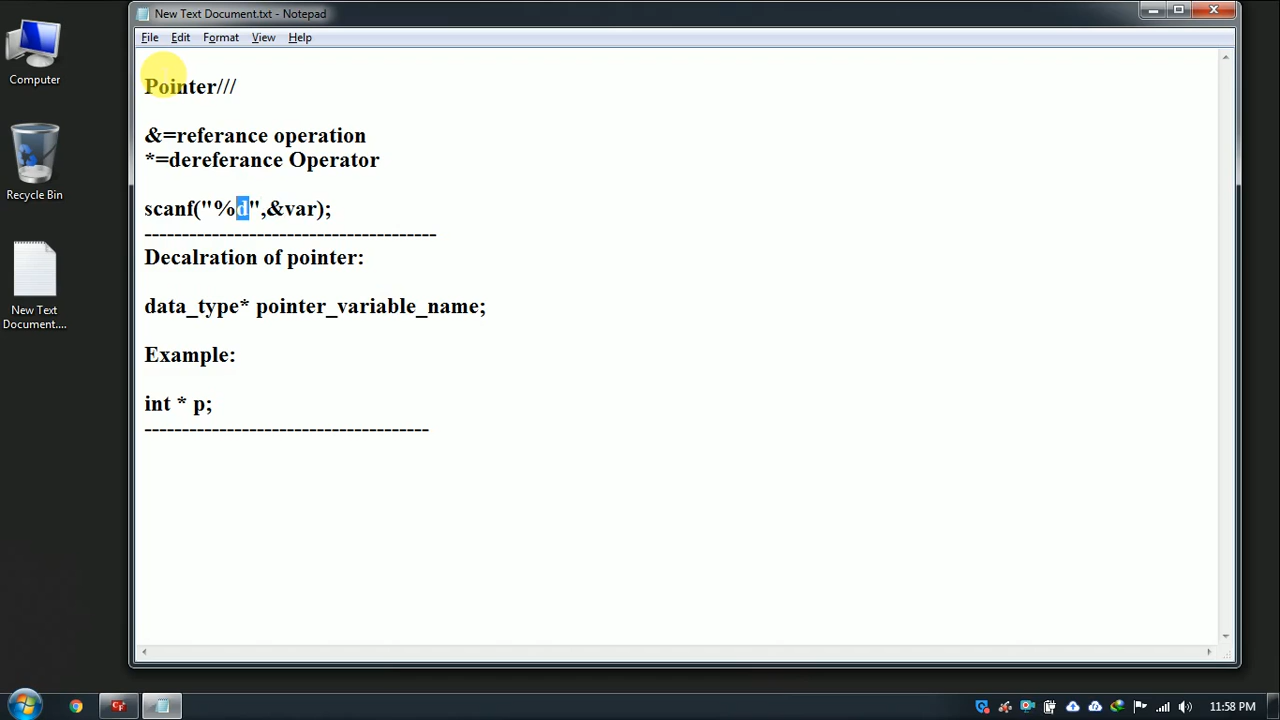 New Text Document.txt - Notepad
File Edit Format View Help
Computer
Recycle Bin
New Text
Document....
Pointer///
&=referance operation
*=dereferance Operator
scanf("%d",&var);
---------------------------------------
Decalration of pointer:
data_type* pointer_variable_name;
Example:
int * p;
--------------------------------------
11:58 PM